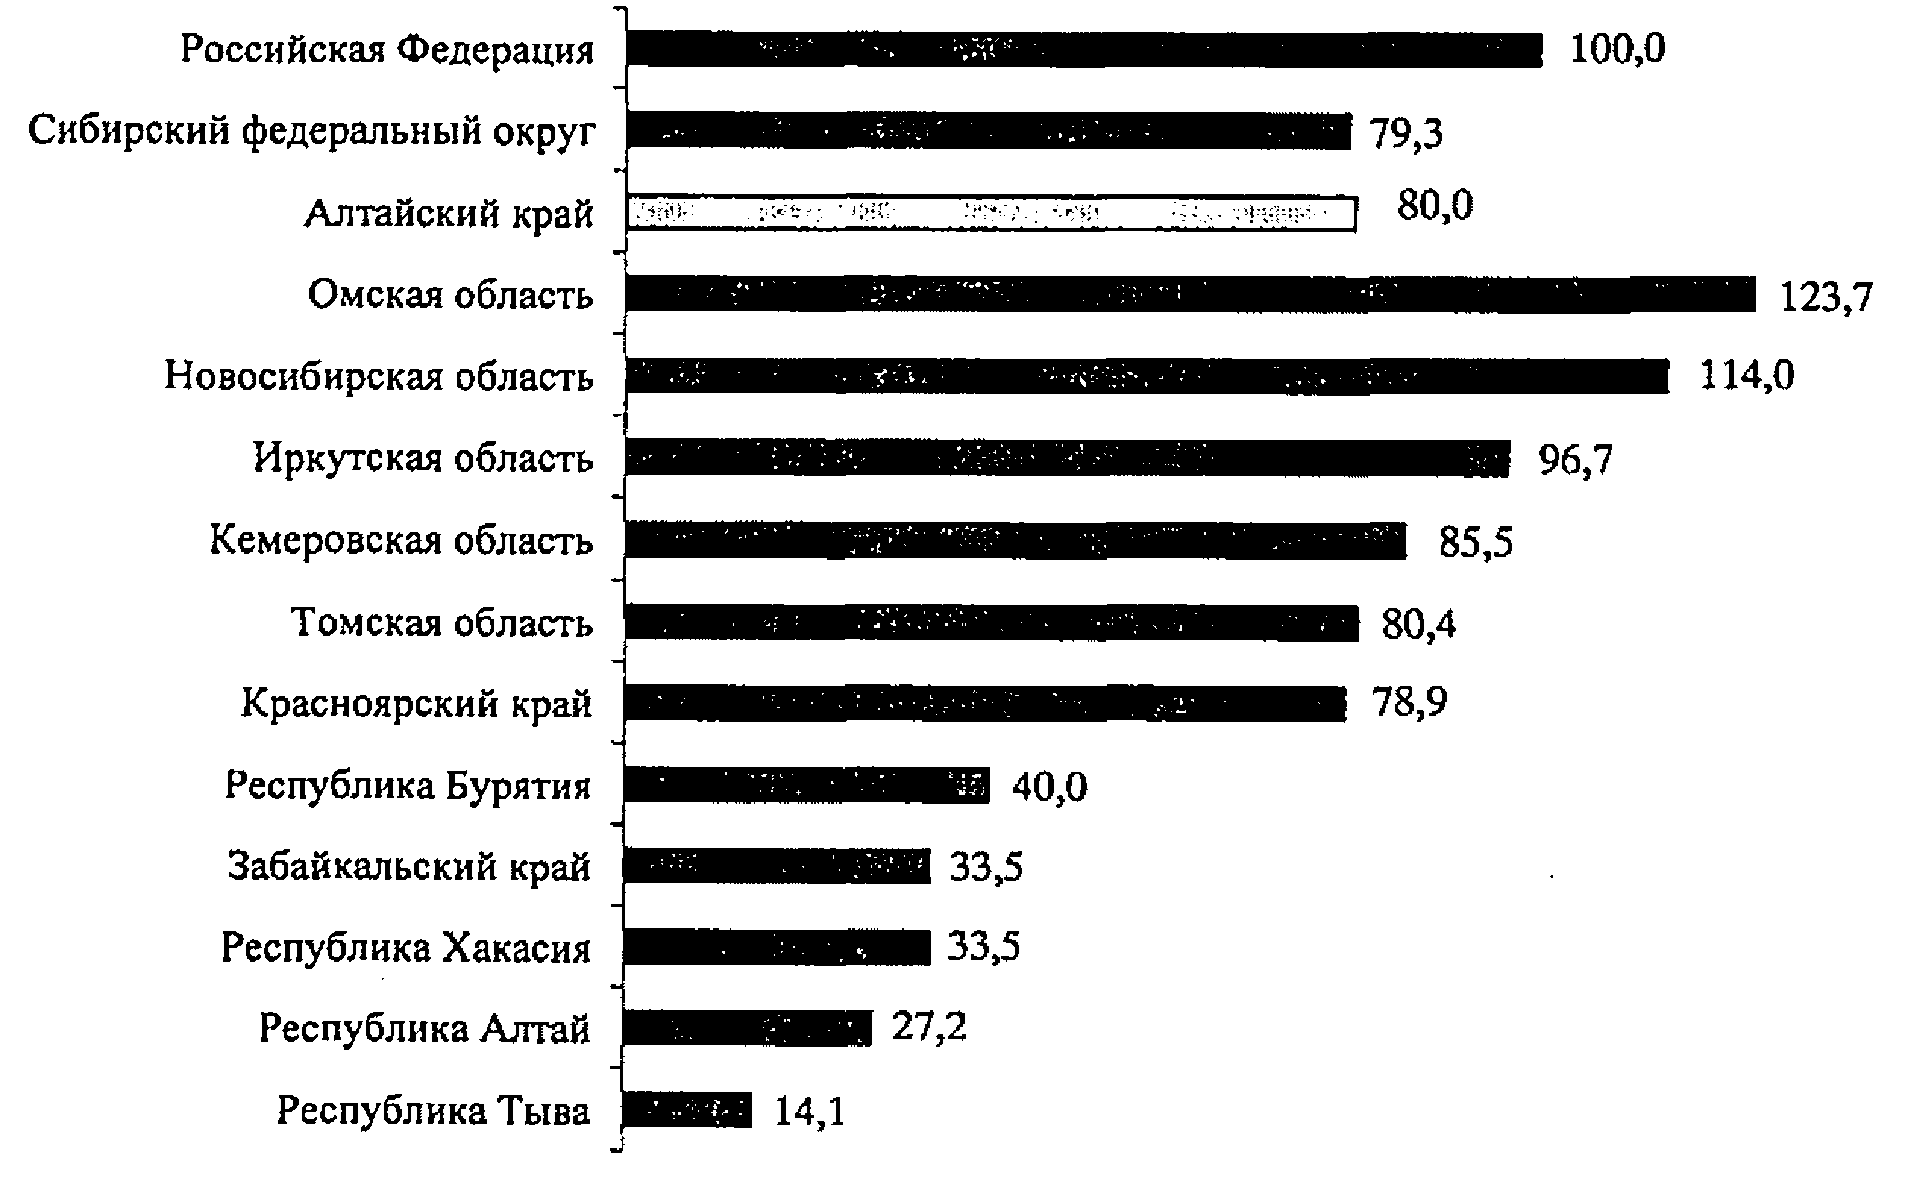 Российская Федерация 100,0
Сибирский федеральный округ 79,3
Алтайский край 80,0
Омская область 123,7
Новосибирская область 114,0
Иркутская область 96,7
Кемеровская область 85,5
Томская область 80,4
Красноярский край 78,9
Республика Бурятия 40,0
Забайкальский край 33,5
Республика Хакасия 33,5
Республика Алтай 27,2
Республика Тыва 14,1